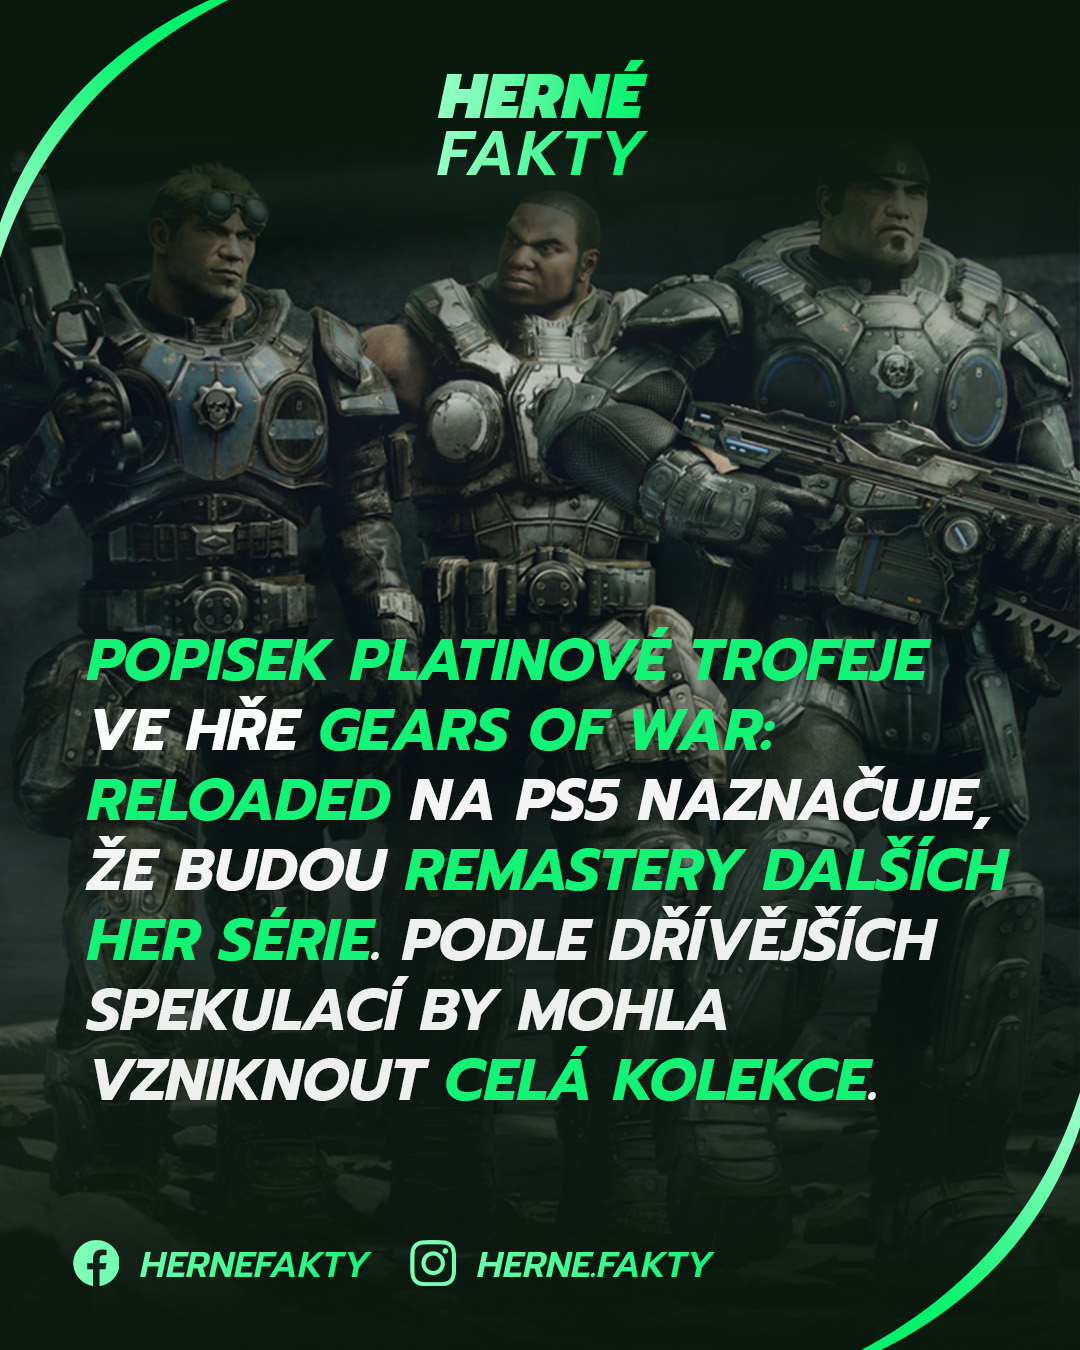 HERNÉ
FAKTY
POPISEK PLATINOVÉ TROFEJE
VE HŘE GEARS OF WAR:
RELOADED NA PS5 NAZNAČUJE,
ŽE BUDOU REMASTERY DALŠÍCH
HER SÉRIE. PODLE DŘÍVĚJŠÍCH
SPEKULACÍ BY MOHLA
VZNIKNOUT CELÁ KOLEKCE.
HERNEFAKTY HERNE.FAKTY